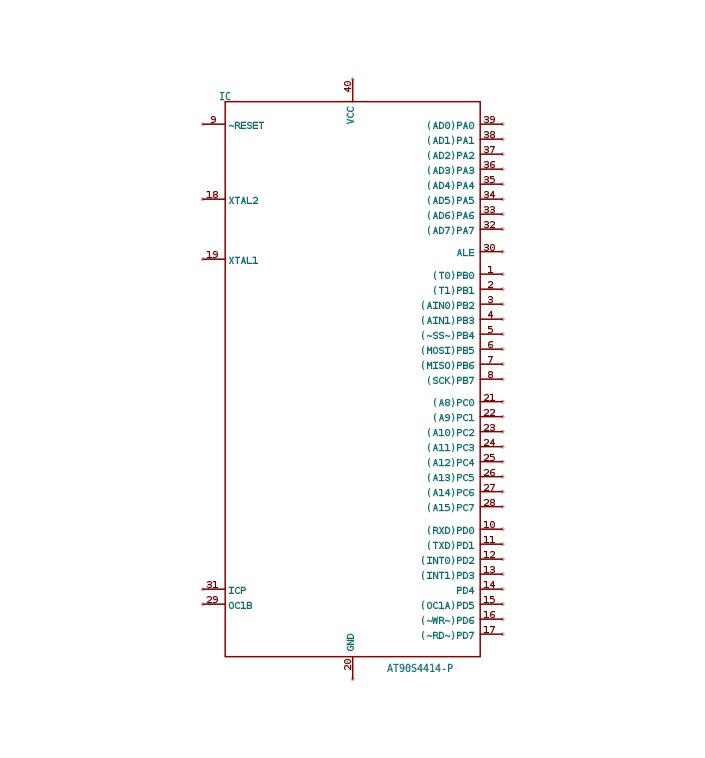 40
IC
VCC
9 ~RESET
(AD0)PA0 39
(AD1)PA1 38
(AD2)PA2 37
(AD3)PA3 36
(AD4)PA4 35
18 XTAL2
(AD5)PA5 34
(AD6)PA6 33
(AD7)PA7 32
ALE 30
19 XTAL1
(T0)PB0 1
(T1)PB1 2
(AIN0)PB2 3
(AIN1)PB3 4
(~SS~)PB4 5
(MOSI)PB5 6
(MISO)PB6 7
(SCK)PB7 8
(A8)PC0 21
(A9)PC1 22
(A10)PC2 23
(A11)PC3 24
(A12)PC4 25
(A13)PC5 26
(A14)PC6 27
(A15)PC7 28
(RXD)PD0 10
(TXD)PD1 11
(INT0)PD2 12
(INT1)PD3 13
31 ICP
PD4 14
29 OC1B
(OC1A)PD5 15
(~WR~)PD6 16
(~RD~)PD7 17
GND
20
AT90S4414-P